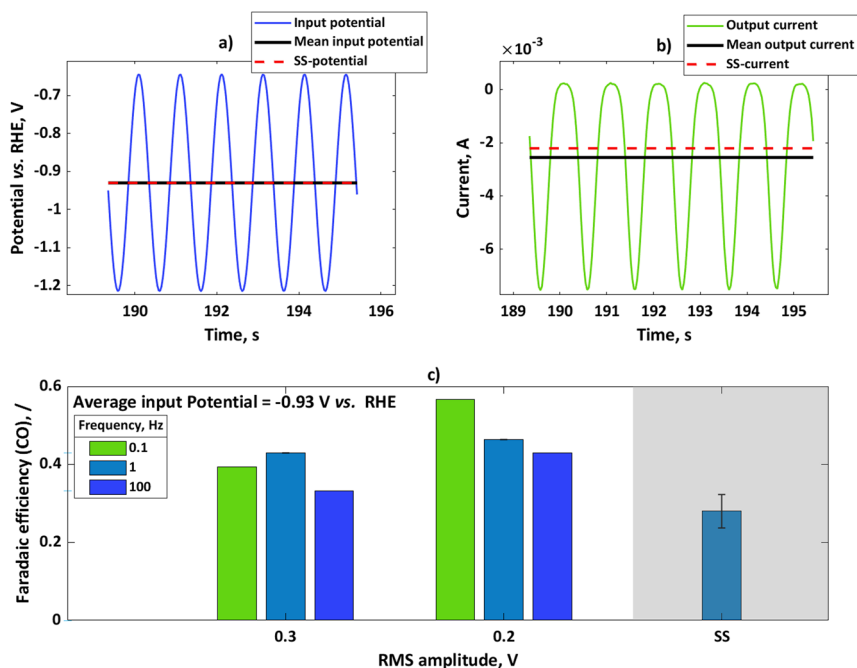 a)
Input potential
Mean input potential
SS-potential
Potential vs. RHE, V
-0.7
-0.8
-0.9
-1
-1.1
-1.2
190
192
194
196
Time, s
b)
Output current
Mean output current
SS-current
×10⁻³
Current, A
0
-2
-4
-6
189
190
191
192
193
194
195
Time, s
c)
Average input Potential = -0.93 V vs. RHE
Frequency, Hz
0.1
1
100
Faradaic efficiency (CO), /
0.6
0.4
0.2
0
0.3
0.2
SS
RMS amplitude, V